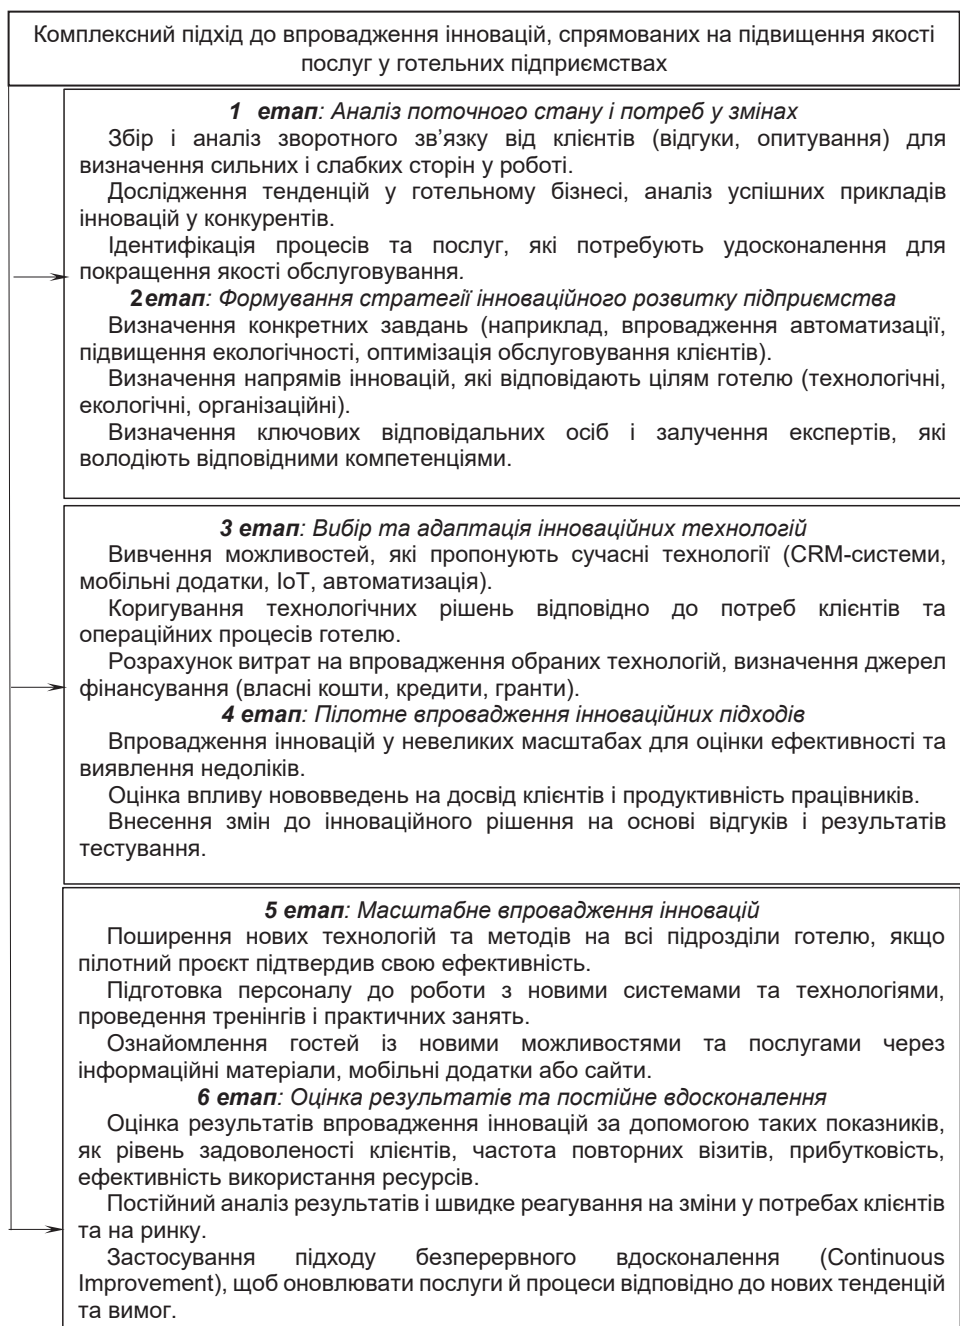 Комплексний підхід до впровадження інновацій, спрямованих на підвищення якості
послуг у готельних підприємствах
1 етап: Аналіз поточного стану і потреб у змінах
Збір і аналіз зворотного зв’язку від клієнтів (відгуки, опитування) для
визначення сильних і слабких сторін у роботі.
Дослідження тенденцій у готельному бізнесі, аналіз успішних прикладів
інновацій у конкурентів.
Ідентифікація процесів та послуг, які потребують удосконалення для
покращення якості обслуговування.
2етап: Формування стратегії інноваційного розвитку підприємства
Визначення конкретних завдань (наприклад, впровадження автоматизації,
підвищення екологічності, оптимізація обслуговування клієнтів).
Визначення напрямів інновацій, які відповідають цілям готелю (технологічні,
екологічні, організаційні).
Визначення ключових відповідальних осіб і залучення експертів, які
володіють відповідними компетенціями.
3 етап: Вибір та адаптація інноваційних технологій
Вивчення можливостей, які пропонують сучасні технології (CRM-системи,
мобільні додатки, IoT, автоматизація).
Коригування технологічних рішень відповідно до потреб клієнтів та
операційних процесів готелю.
Розрахунок витрат на впровадження обраних технологій, визначення джерел
фінансування (власні кошти, кредити, гранти).
4 етап: Пілотне впровадження інноваційних підходів
Впровадження інновацій у невеликих масштабах для оцінки ефективності та
виявлення недоліків.
Оцінка впливу нововведень на досвід клієнтів і продуктивність працівників.
Внесення змін до інноваційного рішення на основі відгуків і результатів
тестування.
5 етап: Масштабне впровадження інновацій
Поширення нових технологій та методів на всі підрозділи готелю, якщо
пілотний проєкт підтвердив свою ефективність.
Підготовка персоналу до роботи з новими системами та технологіями,
проведення тренінгів і практичних занять.
Ознайомлення гостей із новими можливостями та послугами через
інформаційні матеріали, мобільні додатки або сайти.
6 етап: Оцінка результатів та постійне вдосконалення
Оцінка результатів впровадження інновацій за допомогою таких показників,
як рівень задоволеності клієнтів, частота повторних візитів, прибутковість,
ефективність використання ресурсів.
Постійний аналіз результатів і швидке реагування на зміни у потребах клієнтів
та на ринку.
Застосування підходу безперервного вдосконалення (Continuous
Improvement), щоб оновлювати послуги й процеси відповідно до нових тенденцій
та вимог.